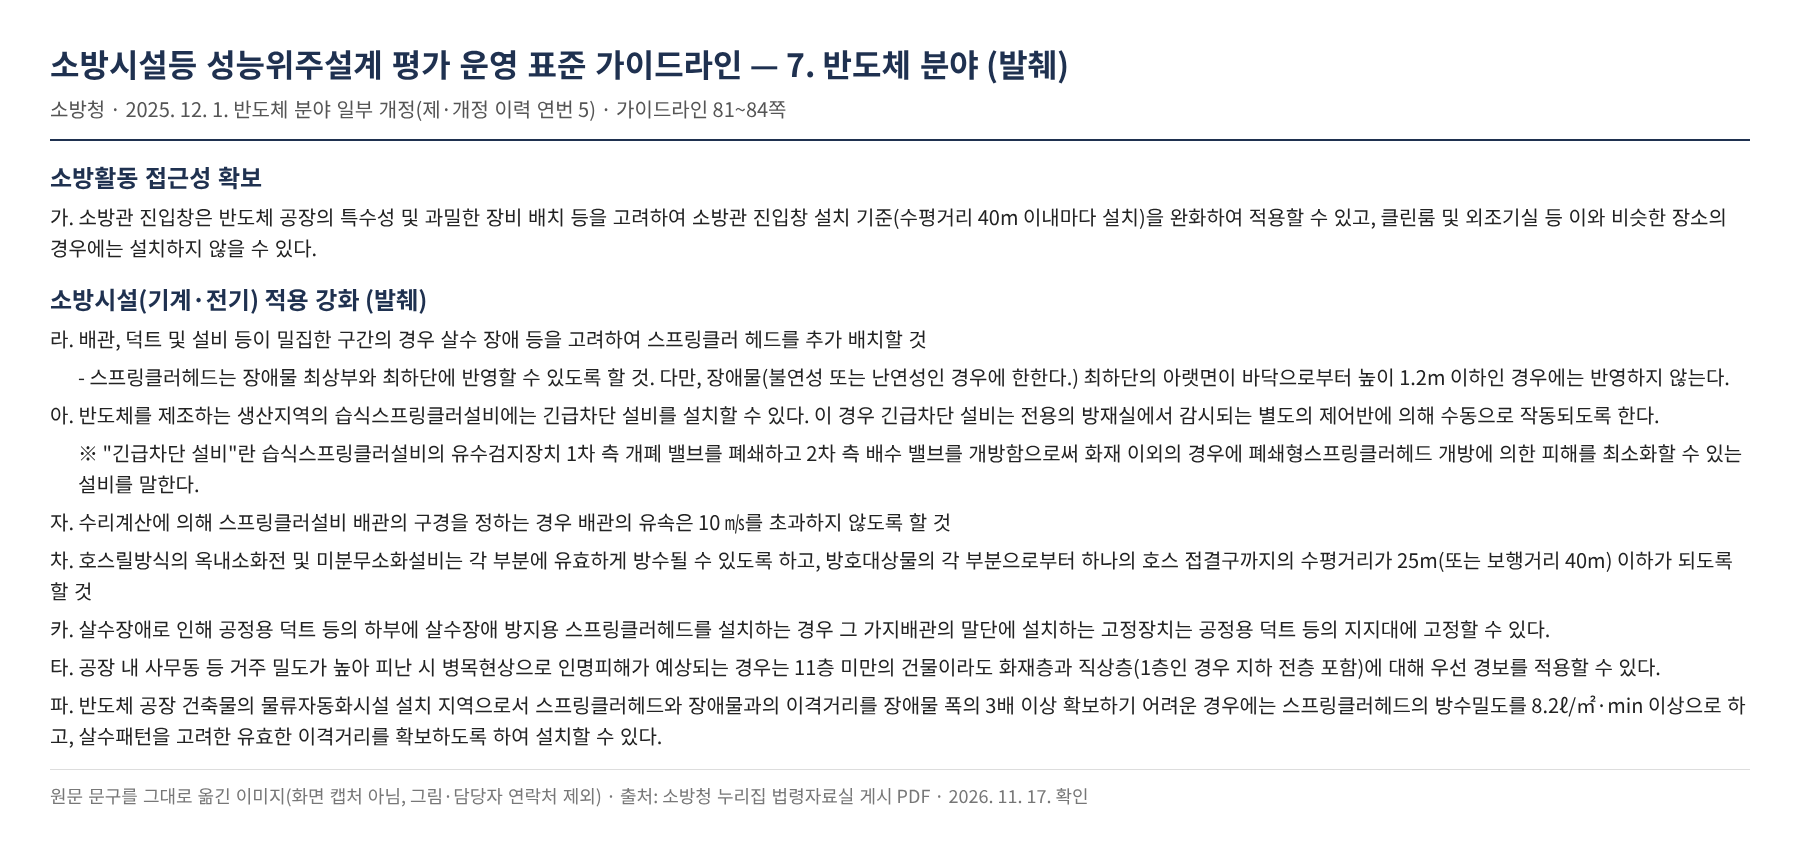 소방시설등 성능위주설계 평가 운영 표준 가이드라인 — 7. 반도체 분야 (발췌)
소방청 · 2025. 12. 1. 반도체 분야 일부 개정(제·개정 이력 연번 5) · 가이드라인 81~84쪽
소방활동 접근성 확보
가. 소방관 진입창은 반도체 공장의 특수성 및 과밀한 장비 배치 등을 고려하여 소방관 진입창 설치 기준(수평거리 40m 이내마다 설치)을 완화하여 적용할 수 있고, 클린룸 및 외조기실 등 이와 비슷한 장소의
경우에는 설치하지 않을 수 있다.
소방시설(기계·전기) 적용 강화 (발췌)
라. 배관, 덕트 및 설비 등이 밀집한 구간의 경우 살수 장애 등을 고려하여 스프링클러 헤드를 추가 배치할 것
- 스프링클러헤드는 장애물 최상부와 최하단에 반영할 수 있도록 할 것. 다만, 장애물(불연성 또는 난연성인 경우에 한한다.) 최하단의 아랫면이 바닥으로부터 높이 1.2m 이하인 경우에는 반영하지 않는다.
아. 반도체를 제조하는 생산지역의 습식스프링클러설비에는 긴급차단 설비를 설치할 수 있다. 이 경우 긴급차단 설비는 전용의 방재실에서 감시되는 별도의 제어반에 의해 수동으로 작동되도록 한다.
※ "긴급차단 설비"란 습식스프링클러설비의 유수검지장치 1차 측 개폐 밸브를 폐쇄하고 2차 측 배수 밸브를 개방함으로써 화재 이외의 경우에 폐쇄형스프링클러헤드 개방에 의한 피해를 최소화할 수 있는
설비를 말한다.
자. 수리계산에 의해 스프링클러설비 배관의 구경을 정하는 경우 배관의 유속은 10 ㎧를 초과하지 않도록 할 것
차. 호스릴방식의 옥내소화전 및 미분무소화설비는 각 부분에 유효하게 방수될 수 있도록 하고, 방호대상물의 각 부분으로부터 하나의 호스 접결구까지의 수평거리가 25m(또는 보행거리 40m) 이하가 되도록
할 것
카. 살수장애로 인해 공정용 덕트 등의 하부에 살수장애 방지용 스프링클러헤드를 설치하는 경우 그 가지배관의 말단에 설치하는 고정장치는 공정용 덕트 등의 지지대에 고정할 수 있다.
타. 공장 내 사무동 등 거주 밀도가 높아 피난 시 병목현상으로 인명피해가 예상되는 경우는 11층 미만의 건물이라도 화재층과 직상층(1층인 경우 지하 전층 포함)에 대해 우선 경보를 적용할 수 있다.
파. 반도체 공장 건축물의 물류자동화시설 설치 지역으로서 스프링클러헤드와 장애물과의 이격거리를 장애물 폭의 3배 이상 확보하기 어려운 경우에는 스프링클러헤드의 방수밀도를 8.2ℓ/㎡·min 이상으로 하
고, 살수패턴을 고려한 유효한 이격거리를 확보하도록 하여 설치할 수 있다.
원문 문구를 그대로 옮긴 이미지(화면 캡처 아님, 그림·담당자 연락처 제외) · 출처: 소방청 누리집 법령자료실 게시 PDF · 2026. 11. 17. 확인